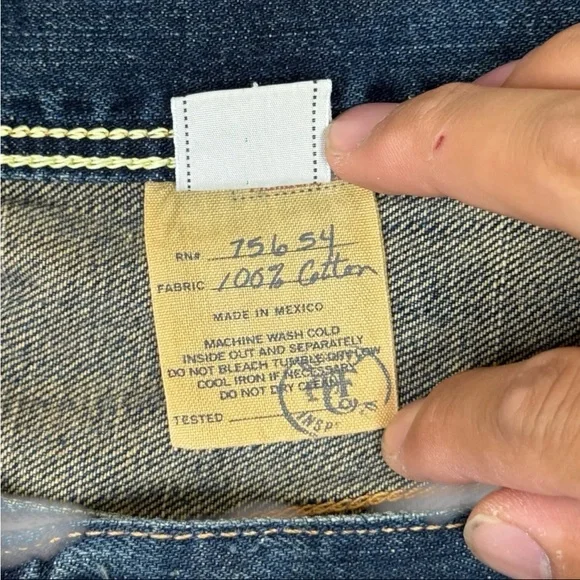 RN# 75654
FABRIC 100% Cotton
MADE IN MEXICO
MACHINE WASH COLD
INSIDE OUT AND SEPARATELY
DO NOT BLEACH TUMBLE DRY LOW
COOL IRON IF NECESSARY
DO NOT DRY CLEAN
TESTED